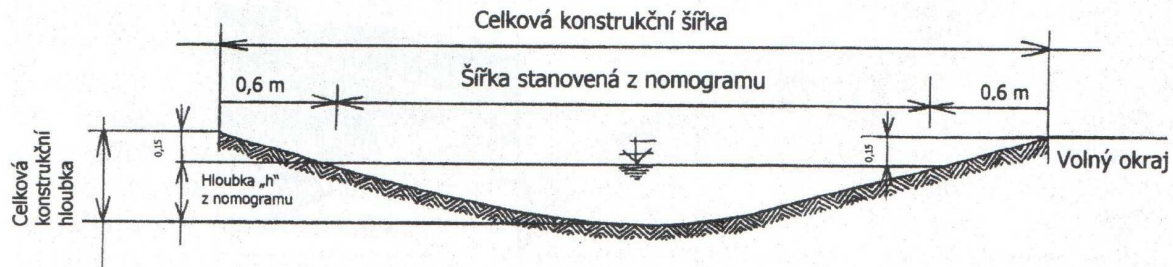 Celková konstrukční šířka
0,6 m
Šířka stanovená z nomogramu
0.6 m
Celková
konstrukční
hloubka
0,15
Hloubka „h"
z nomogramu
0,15
Volný okraj